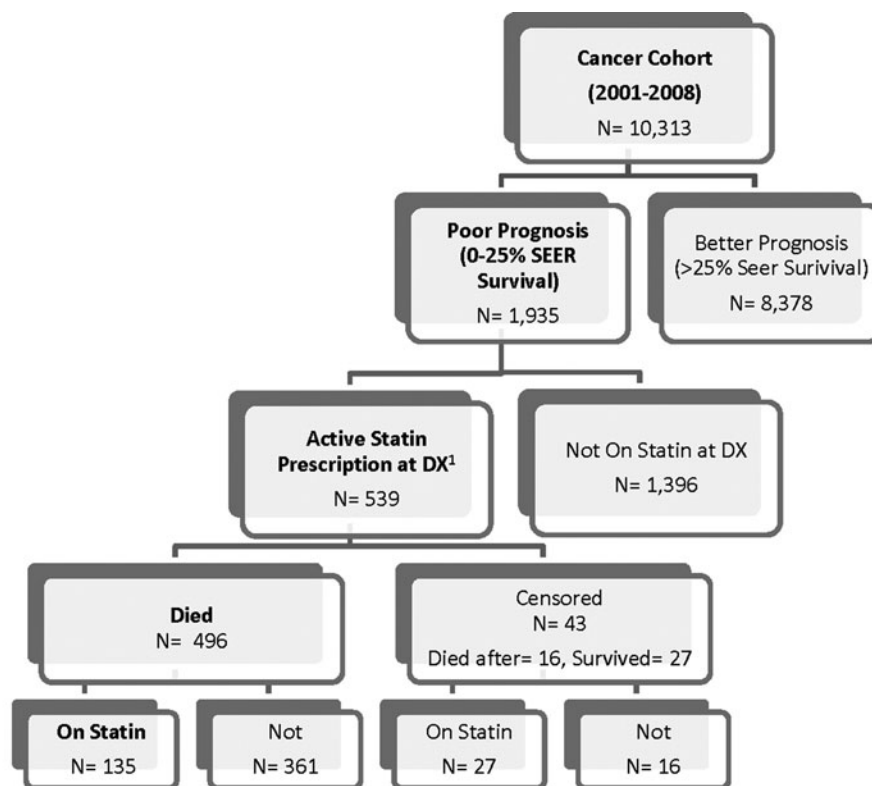 Cancer Cohort
(2001-2008)
N= 10,313
Poor Prognosis
(0-25% SEER
Survival)
N= 1,935
Better Prognosis
(>25% Seer Surivival)
N= 8,378
Active Statin
Prescription at DX¹
N= 539
Not On Statin at DX
N= 1,396
Died
N= 496
Censored
N= 43
Died after= 16, Survived= 27
On Statin
N= 135
Not
N= 361
On Statin
N= 27
Not
N= 16